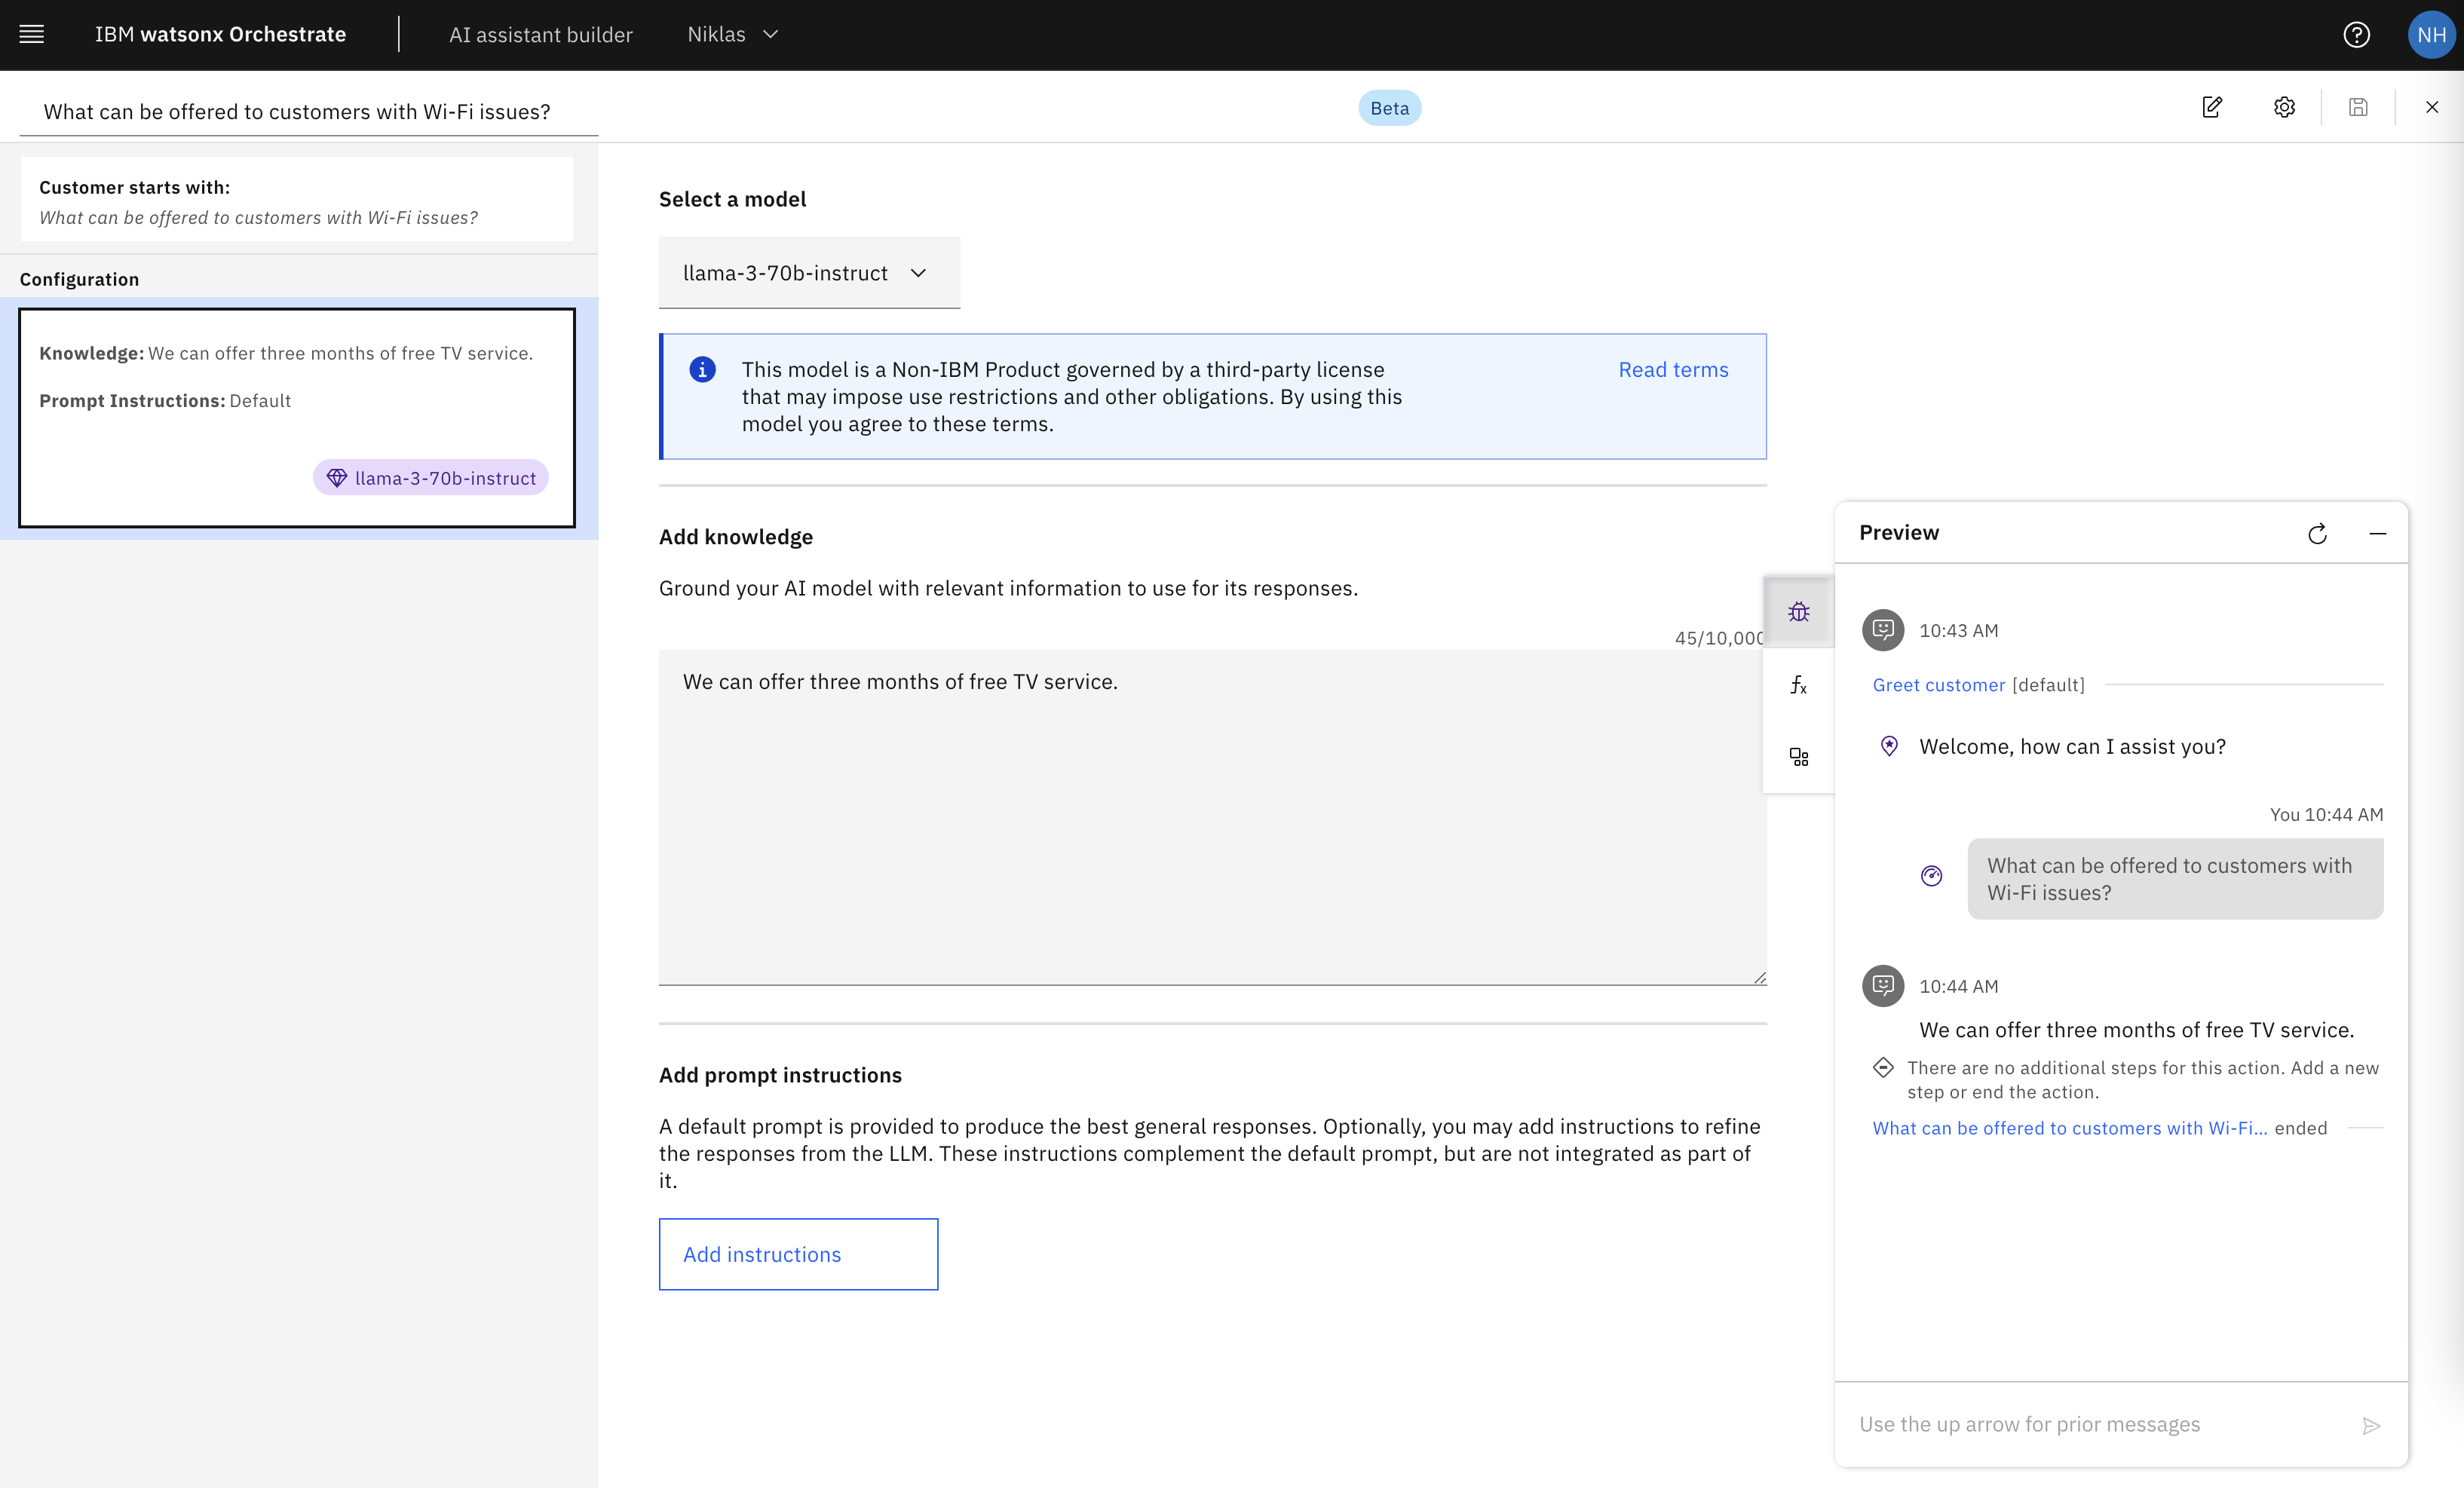 IBM watsonx Orchestrate
AI assistant builder
Niklas
NH
What can be offered to customers with Wi-Fi issues?
Beta
Customer starts with:
What can be offered to customers with Wi-Fi issues?
Configuration
Knowledge: We can offer three months of free TV service.
Prompt Instructions: Default
llama-3-70b-instruct
Select a model
llama-3-70b-instruct
This model is a Non-IBM Product governed by a third-party license
that may impose use restrictions and other obligations. By using this
model you agree to these terms.
Read terms
Add knowledge
Ground your AI model with relevant information to use for its responses.
45/10,000
We can offer three months of free TV service.
Add prompt instructions
A default prompt is provided to produce the best general responses. Optionally, you may add instructions to refine
the responses from the LLM. These instructions complement the default prompt, but are not integrated as part of
it.
Add instructions
Preview
10:43 AM
Greet customer [default]
Welcome, how can I assist you?
You 10:44 AM
What can be offered to customers with
Wi-Fi issues?
10:44 AM
We can offer three months of free TV service.
There are no additional steps for this action. Add a new
step or end the action.
What can be offered to customers with Wi-Fi... ended
Use the up arrow for prior messages